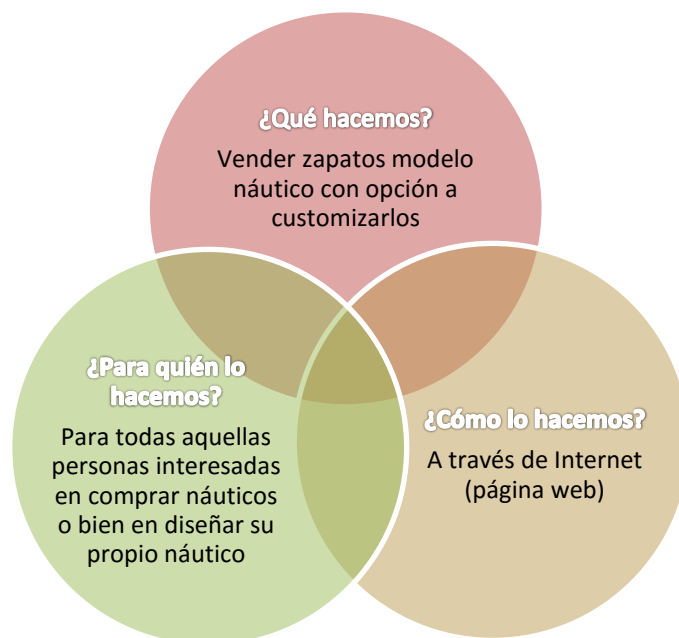 ¿Qué hacemos?
Vender zapatos modelo
náutico con opción a
customizarlos
¿Para quién lo
hacemos?
Para todas aquellas
personas interesadas
en comprar náuticos
o bien en diseñar su
propio náutico
¿Cómo lo hacemos?
A través de Internet
(página web)